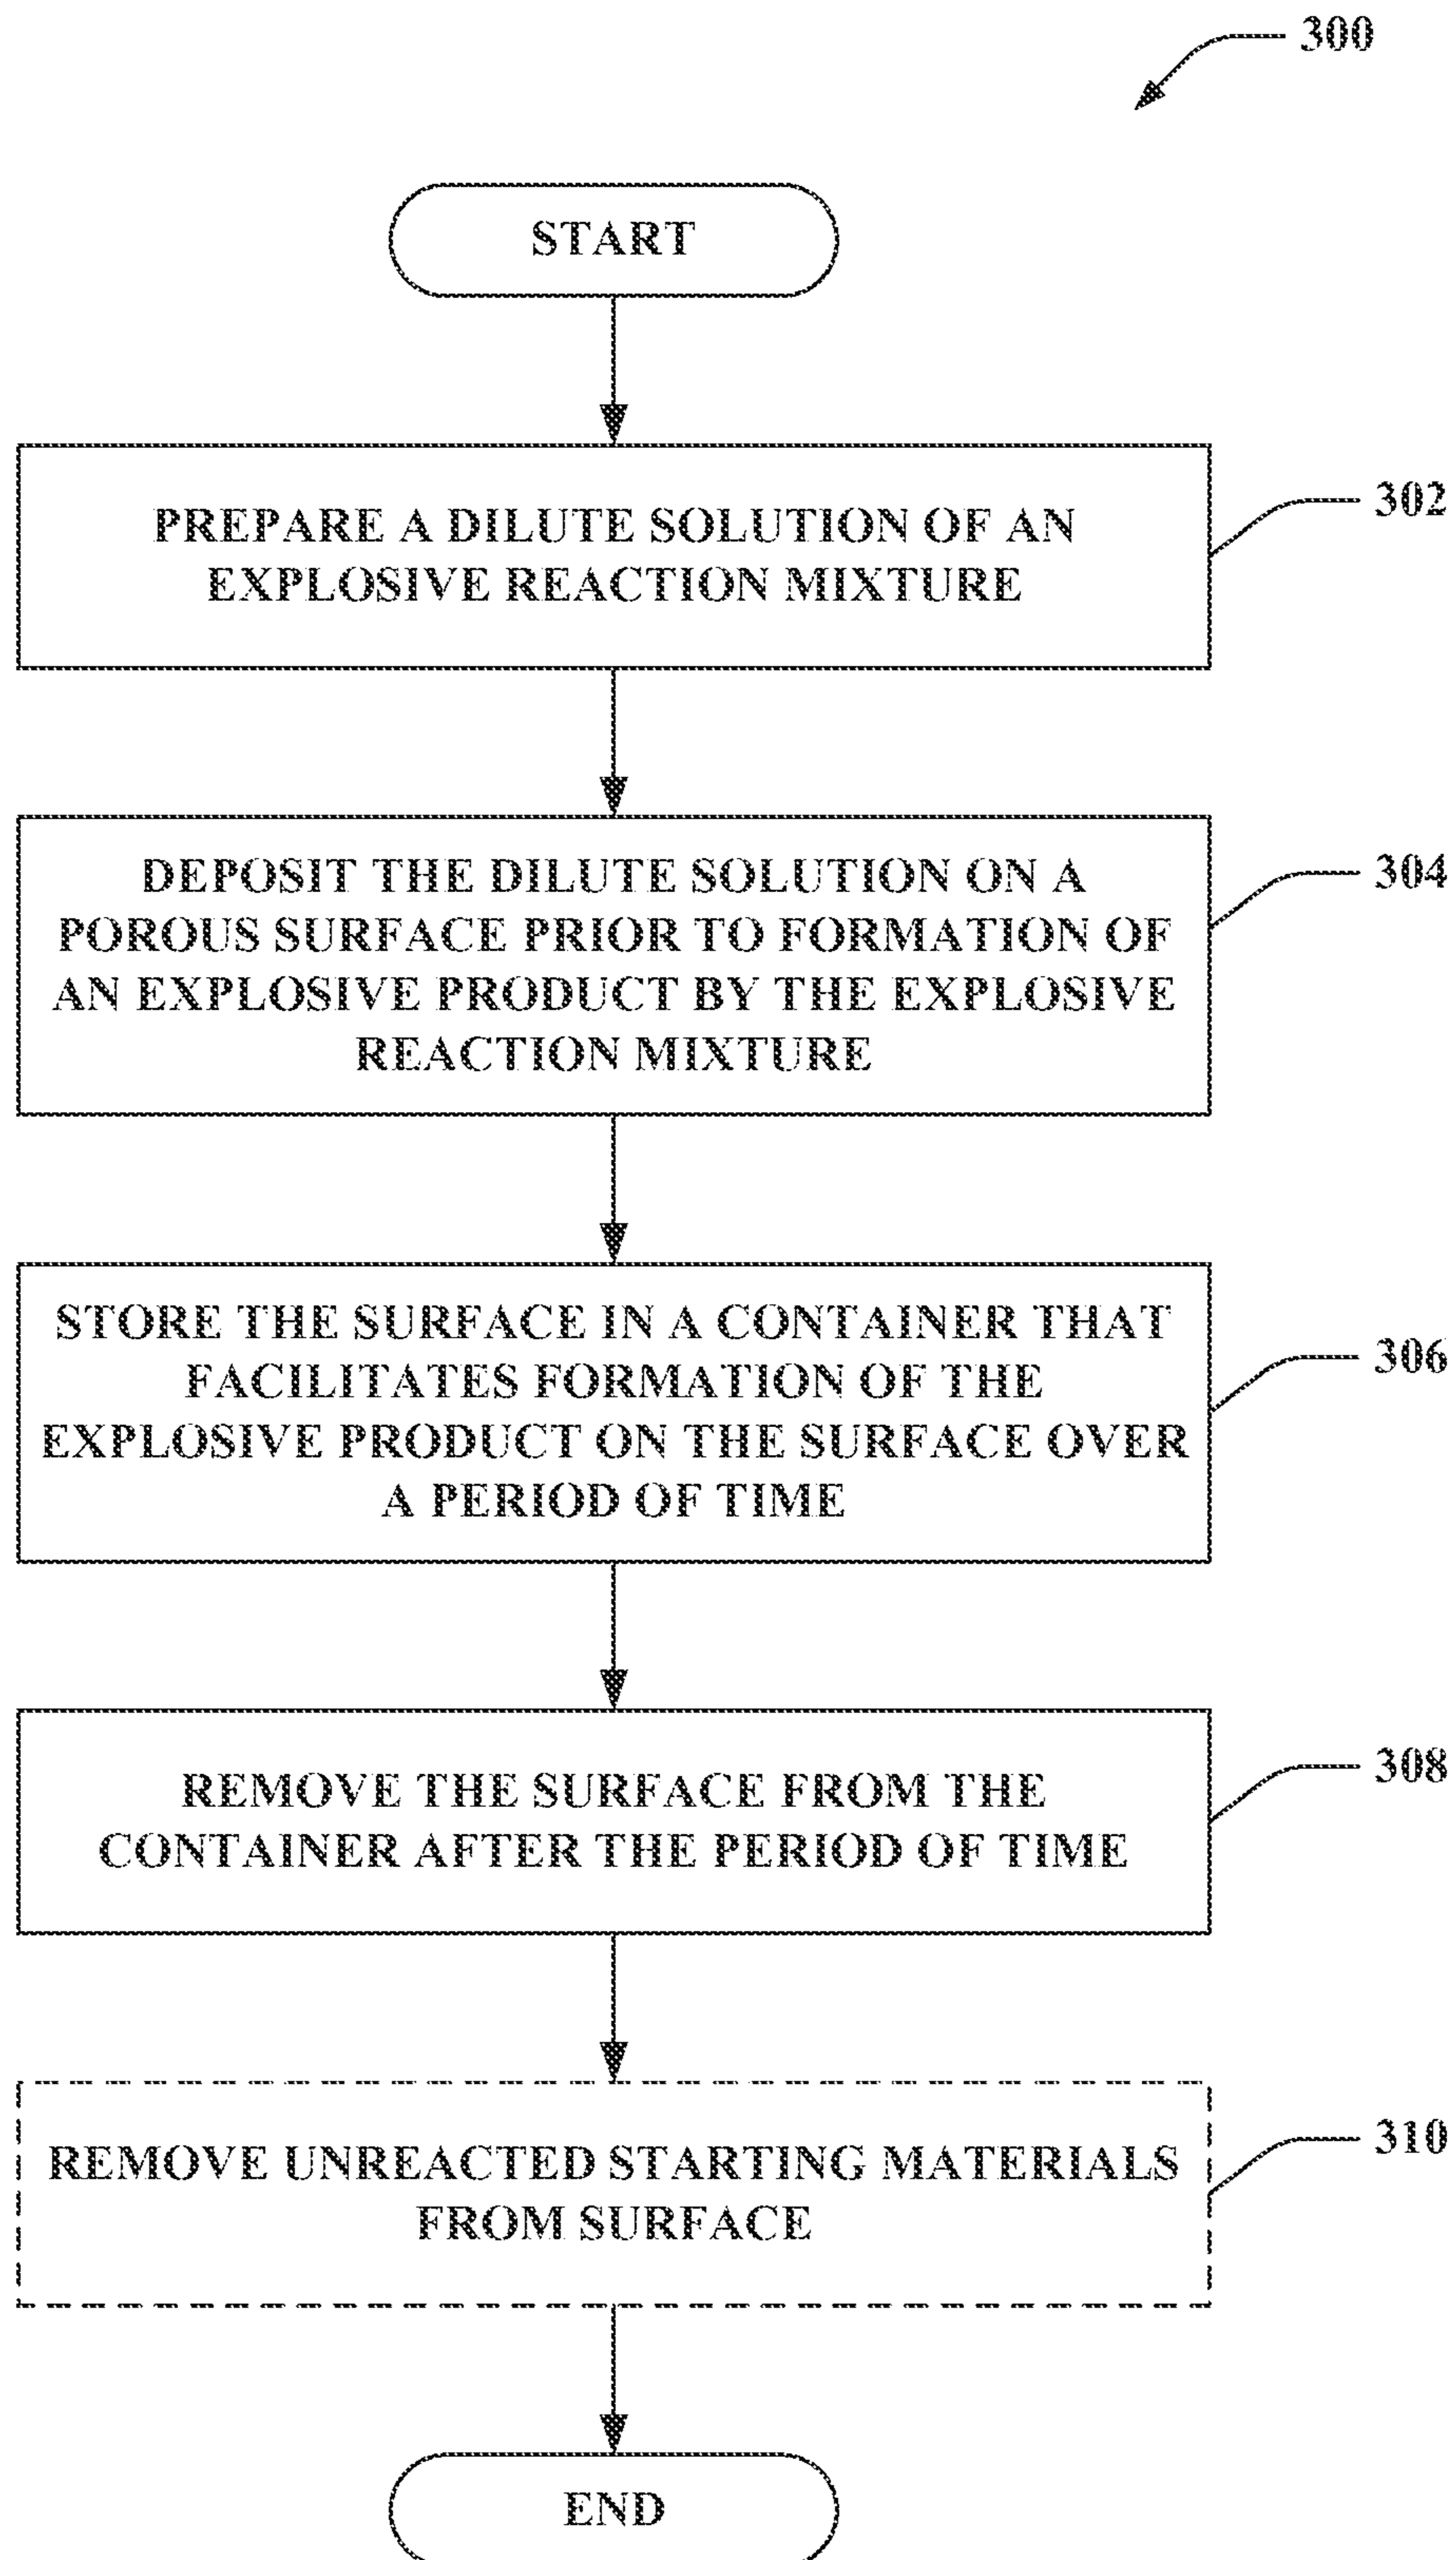 300
START
PREPARE A DILUTE SOLUTION OF AN
EXPLOSIVE REACTION MIXTURE
302
DEPOSIT THE DILUTE SOLUTION ON A
POROUS SURFACE PRIOR TO FORMATION OF
AN EXPLOSIVE PRODUCT BY THE EXPLOSIVE
REACTION MIXTURE
304
STORE THE SURFACE IN A CONTAINER THAT
FACILITATES FORMATION OF THE
EXPLOSIVE PRODUCT ON THE SURFACE OVER
A PERIOD OF TIME
306
REMOVE THE SURFACE FROM THE
CONTAINER AFTER THE PERIOD OF TIME
308
REMOVE UNREACTED STARTING MATERIALS
FROM SURFACE
310
END